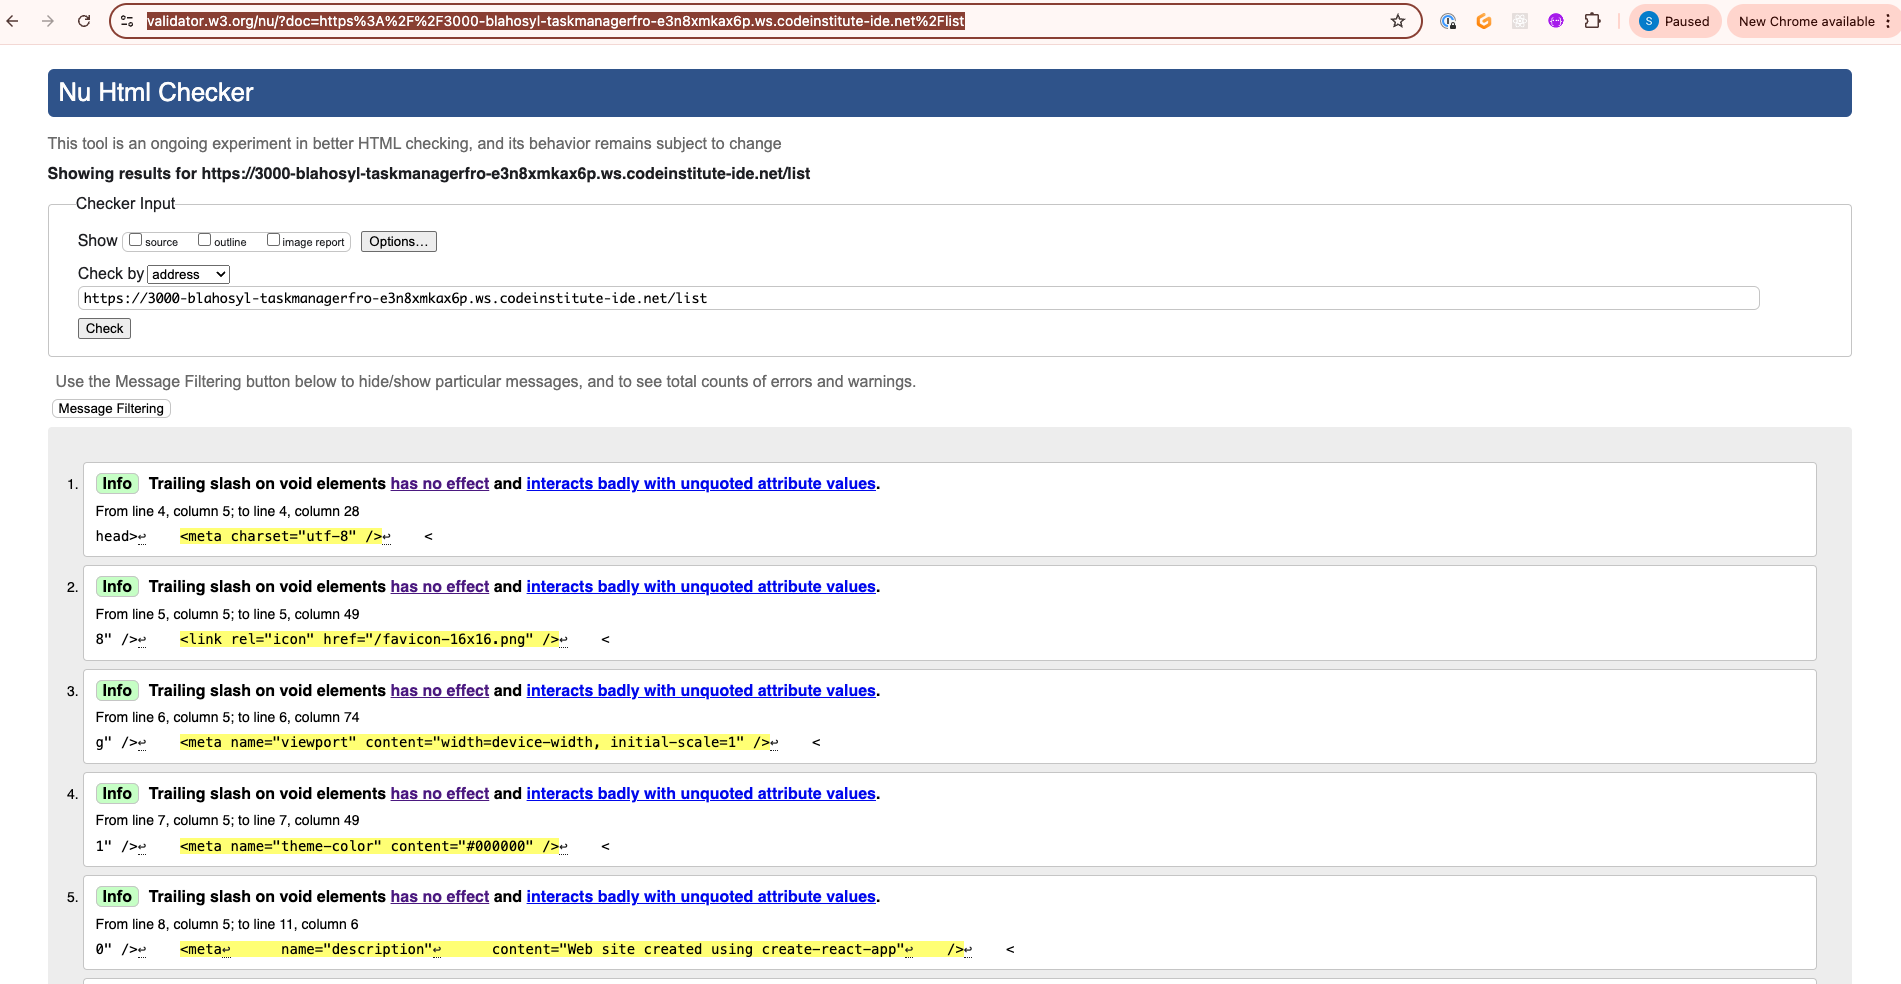 validator.w3.org/nu/?doc=https%3A%2F%2F3000-blahosyl-taskmanagerfro-e3n8xmkax6p.ws.codeinstitute-ide.net%2Flist
S Paused New Chrome available
Nu Html Checker
This tool is an ongoing experiment in better HTML checking, and its behavior remains subject to change
Showing results for https://3000-blahosyl-taskmanagerfro-e3n8xmkax6p.ws.codeinstitute-ide.net/list
Checker Input
Show source outline image report Options...
Check by address
https://3000-blahosyl-taskmanagerfro-e3n8xmkax6p.ws.codeinstitute-ide.net/list
Check
Use the Message Filtering button below to hide/show particular messages, and to see total counts of errors and warnings.
Message Filtering
1. Info Trailing slash on void elements has no effect and interacts badly with unquoted attribute values.
From line 4, column 5; to line 4, column 28
head>↩ <meta charset="utf-8" />↩ <
2. Info Trailing slash on void elements has no effect and interacts badly with unquoted attribute values.
From line 5, column 5; to line 5, column 49
8" />↩ <link rel="icon" href="/favicon-16x16.png" />↩ <
3. Info Trailing slash on void elements has no effect and interacts badly with unquoted attribute values.
From line 6, column 5; to line 6, column 74
g" />↩ <meta name="viewport" content="width=device-width, initial-scale=1" />↩ <
4. Info Trailing slash on void elements has no effect and interacts badly with unquoted attribute values.
From line 7, column 5; to line 7, column 49
1" />↩ <meta name="theme-color" content="#000000" />↩ <
5. Info Trailing slash on void elements has no effect and interacts badly with unquoted attribute values.
From line 8, column 5; to line 11, column 6
0" />↩ <meta↩ name="description"↩ content="Web site created using create-react-app"↩ />↩ <